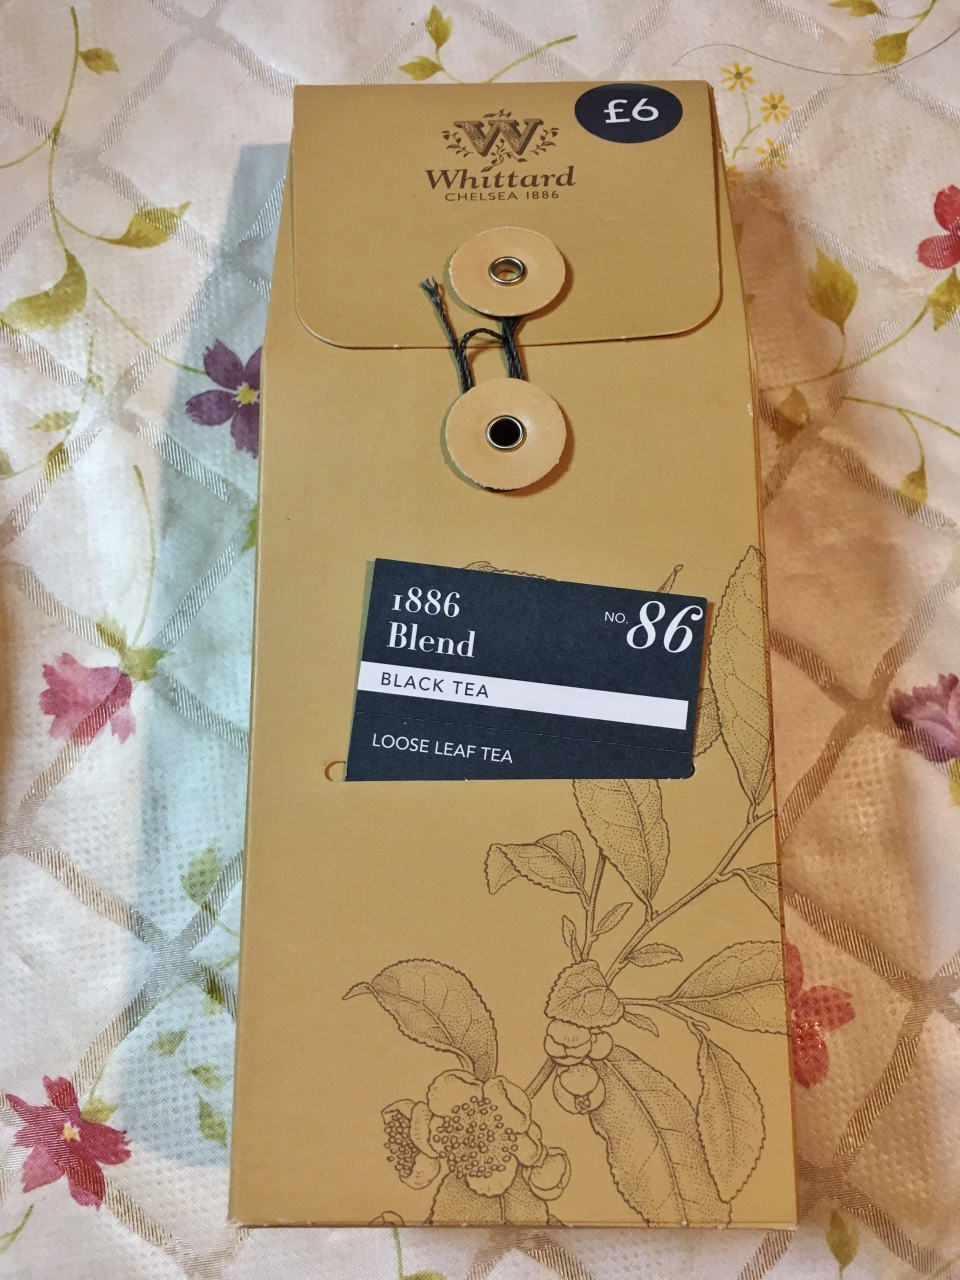 £6
W
Whittard
CHELSEA 1886
1886
Blend
NO. 86
BLACK TEA
LOOSE LEAF TEA